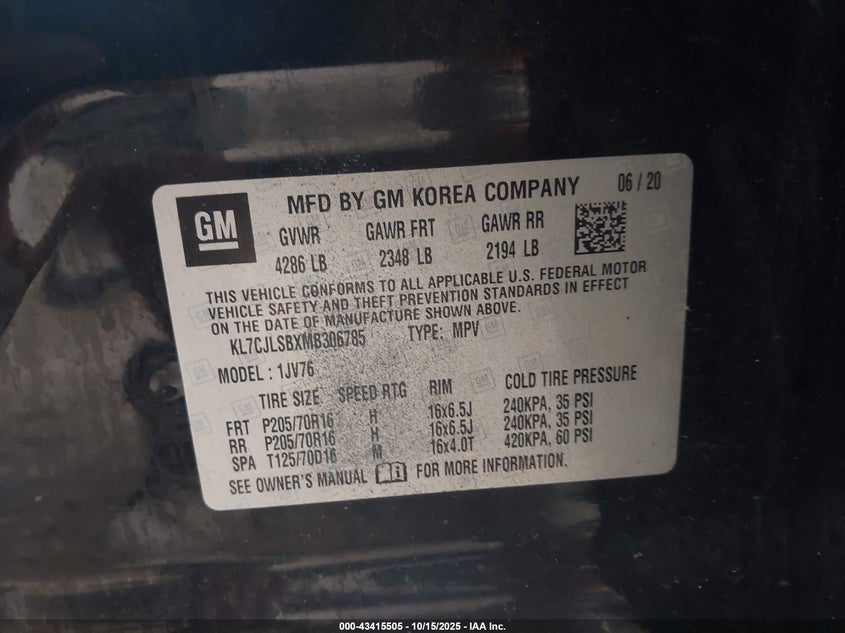 GM
MFD BY GM KOREA COMPANY 06 / 20
GVWR GAWR FRT GAWR RR
4286 LB 2348 LB 2194 LB
THIS VEHICLE CONFORMS TO ALL APPLICABLE U.S. FEDERAL MOTOR
VEHICLE SAFETY AND THEFT PREVENTION STANDARDS IN EFFECT
ON THE DATE OF MANUFACTURE SHOWN ABOVE.
KL7CJLSBXMB306785 TYPE: MPV
MODEL : 1JV76
TIRE SIZE SPEED RTG RIM COLD TIRE PRESSURE
FRT P205/70R16 H 16x6.5J 240KPA, 35 PSI
RR P205/70R16 H 16x6.5J 240KPA, 35 PSI
SPA T125/70D16 M 16x4.0T 420KPA, 60 PSI
SEE OWNER'S MANUAL FOR MORE INFORMATION.
000-43415505 - 10/15/2025 - IAA Inc.